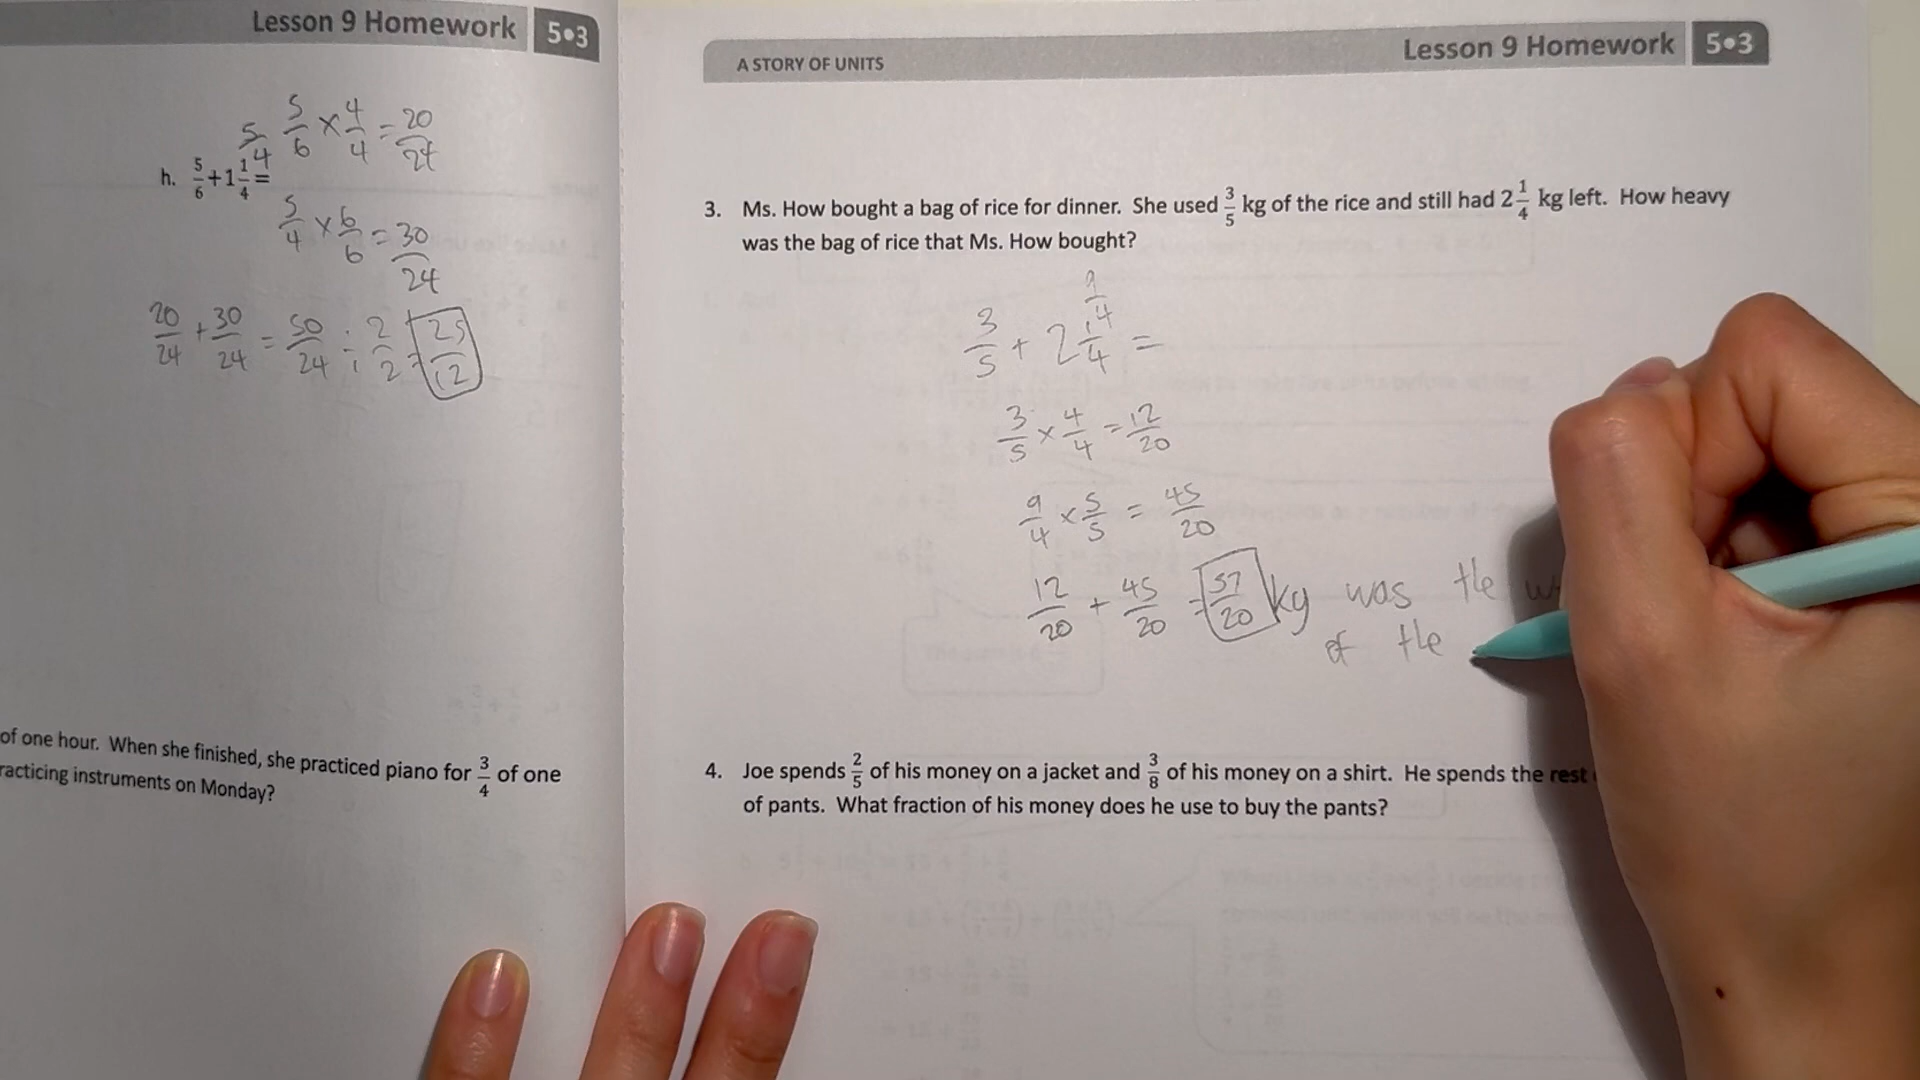 Lesson 9 Homework 5•3
5/6 × 4/4 = 20/24
5/4
h. 5/6 + 1 1/4 =
5/4 × 6/6 = 30/24
20/24 + 30/24 = 50/24 ÷ 2/2 = 25/12
of one hour. When she finished, she practiced piano for 3/4 of one
racticing instruments on Monday?
A STORY OF UNITS
Lesson 9 Homework 5•3
3. Ms. How bought a bag of rice for dinner. She used 3/5 kg of the rice and still had 2 1/4 kg left. How heavy
was the bag of rice that Ms. How bought?
9/4
3/5 + 2 1/4 =
3/5 × 4/4 = 12/20
9/4 × 5/5 = 45/20
12/20 + 45/20 = 57/20 kg was the
of the
4. Joe spends 2/5 of his money on a jacket and 3/8 of his money on a shirt. He spends the rest
of pants. What fraction of his money does he use to buy the pants?